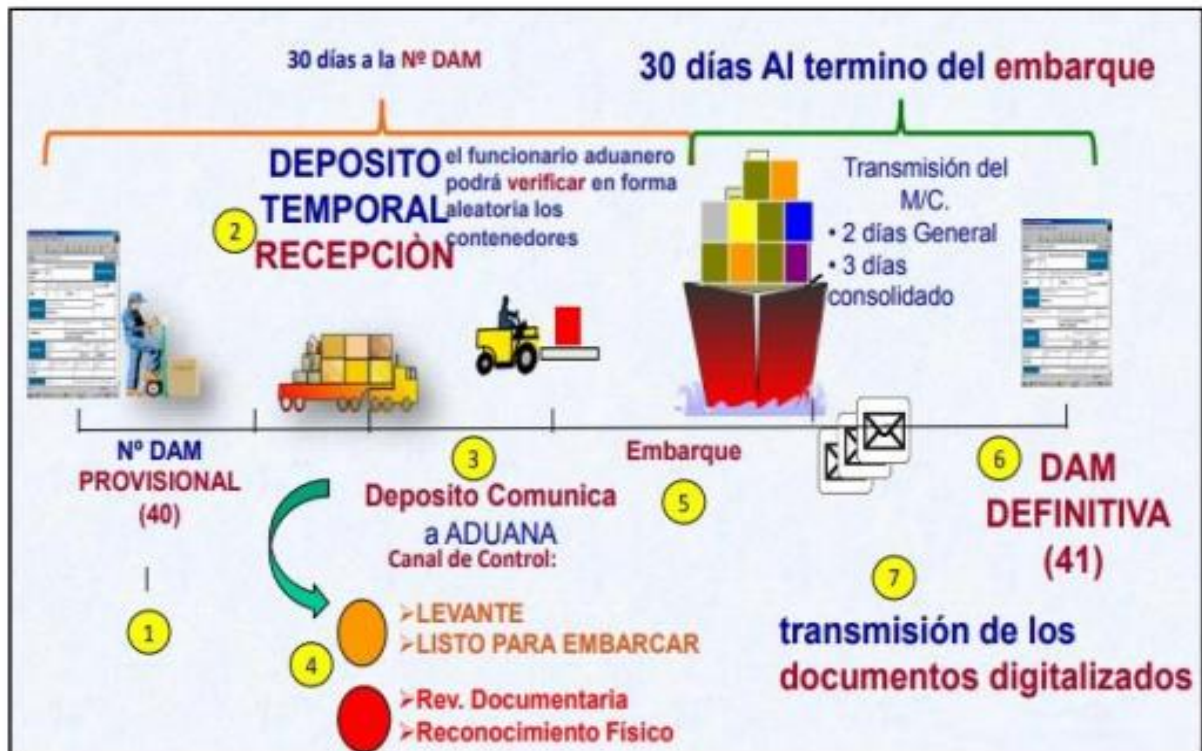 30 días a la Nº DAM
30 días Al termino del embarque
DEPOSITO
TEMPORAL
RECEPCIÒN
el funcionario aduanero
podrá verificar en forma
aleatoria los
contenedores
Transmisión del
M/C.
• 2 días General
• 3 días
consolidado
2
Nº DAM
PROVISIONAL
(40)
1
3
Deposito Comunica
a ADUANA
Canal de Control:
4
➢LEVANTE
➢LISTO PARA EMBARCAR
➢Rev. Documentaria
➢Reconocimiento Físico
Embarque
5
6
DAM
DEFINITIVA
(41)
7
transmisión de los
documentos digitalizados